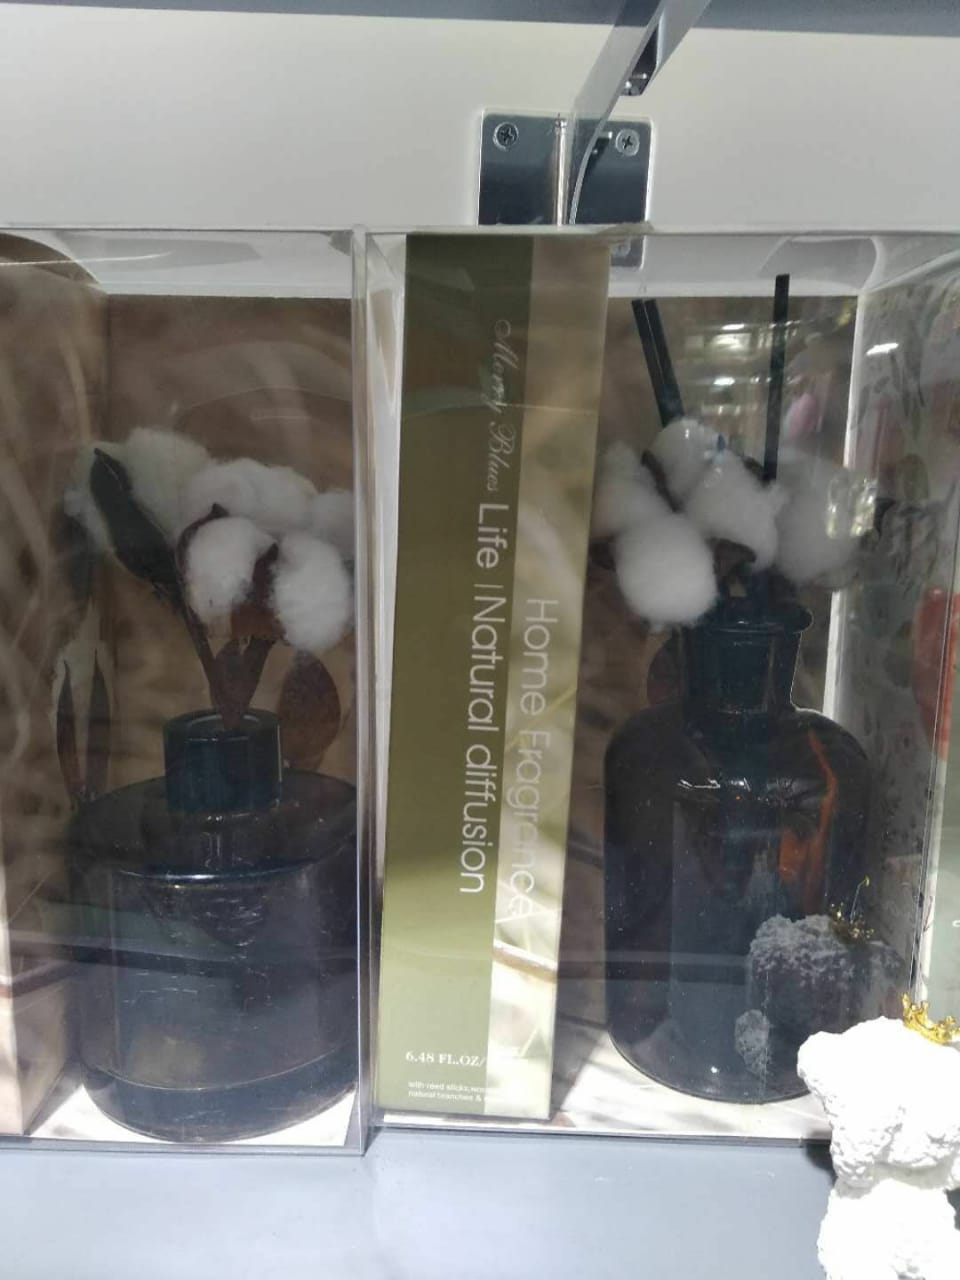 Merry Blues Life | Natural diffusion
Home Fragrance
6.48 FL.OZ/
with reed sticks,
natural branches &